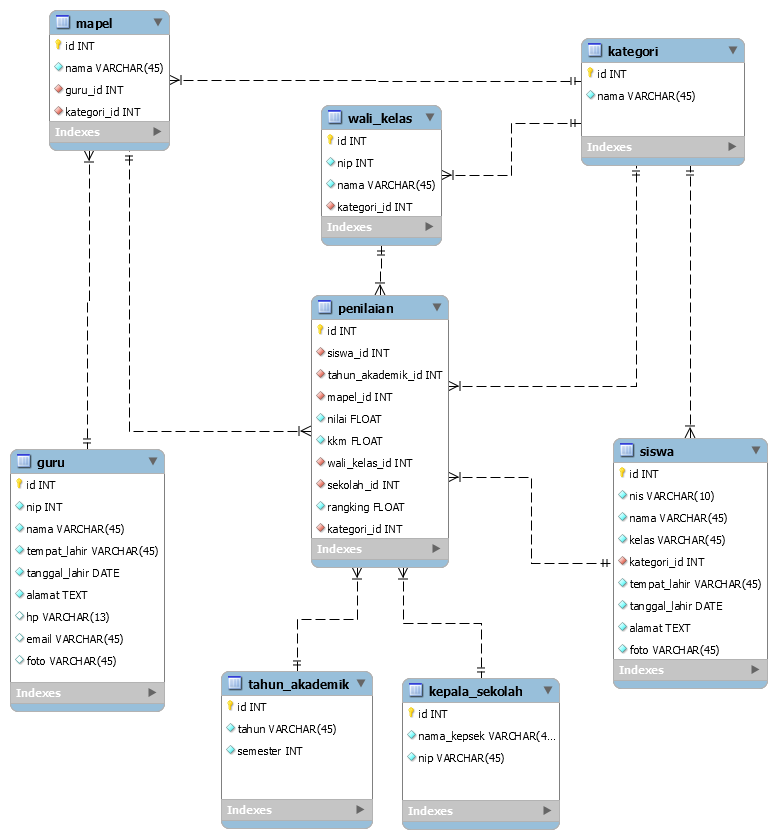 mapel
id INT
nama VARCHAR(45)
guru_id INT
kategori_id INT
Indexes
kategori
id INT
nama VARCHAR(45)
Indexes
wali_kelas
id INT
nip INT
nama VARCHAR(45)
kategori_id INT
Indexes
penilaian
id INT
siswa_id INT
tahun_akademik_id INT
mapel_id INT
nilai FLOAT
kkm FLOAT
wali_kelas_id INT
sekolah_id INT
rangking FLOAT
kategori_id INT
Indexes
guru
id INT
nip INT
nama VARCHAR(45)
tempat_lahir VARCHAR(45)
tanggal_lahir DATE
alamat TEXT
hp VARCHAR(13)
email VARCHAR(45)
foto VARCHAR(45)
Indexes
siswa
id INT
nis VARCHAR(10)
nama VARCHAR(45)
kelas VARCHAR(45)
kategori_id INT
tempat_lahir VARCHAR(45)
tanggal_lahir DATE
alamat TEXT
foto VARCHAR(45)
Indexes
tahun_akademik
id INT
tahun VARCHAR(45)
semester INT
Indexes
kepala_sekolah
id INT
nama_kepsek VARCHAR(4...
nip VARCHAR(45)
Indexes